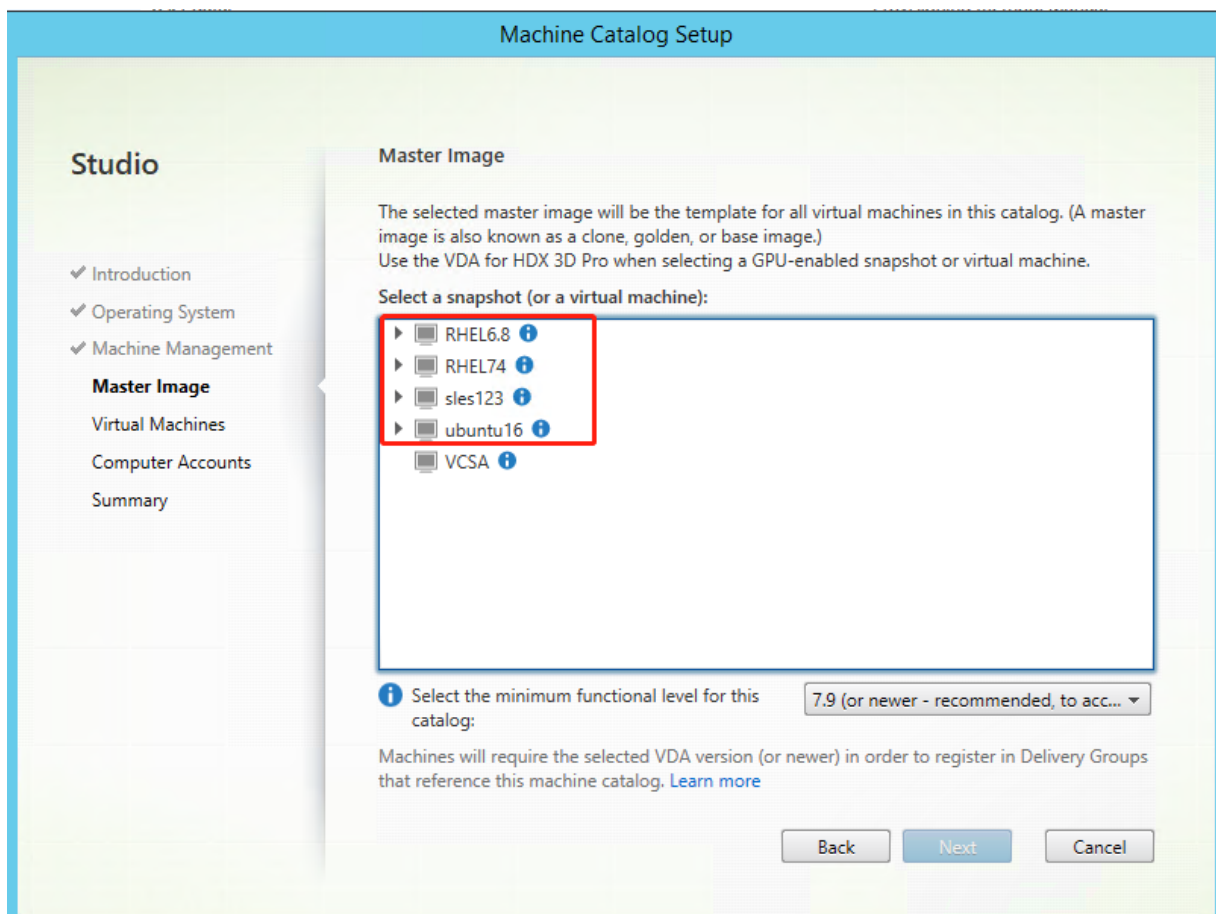 Machine Catalog Setup
Studio
Introduction
Operating System
Machine Management
Master Image
Virtual Machines
Computer Accounts
Summary
Master Image
The selected master image will be the template for all virtual machines in this catalog. (A master
image is also known as a clone, golden, or base image.)
Use the VDA for HDX 3D Pro when selecting a GPU-enabled snapshot or virtual machine.
Select a snapshot (or a virtual machine):
RHEL6.8
RHEL74
sles123
ubuntu16
VCSA
Select the minimum functional level for this
catalog:
7.9 (or newer - recommended, to acc...
Machines will require the selected VDA version (or newer) in order to register in Delivery Groups
that reference this machine catalog. Learn more
Back
Next
Cancel